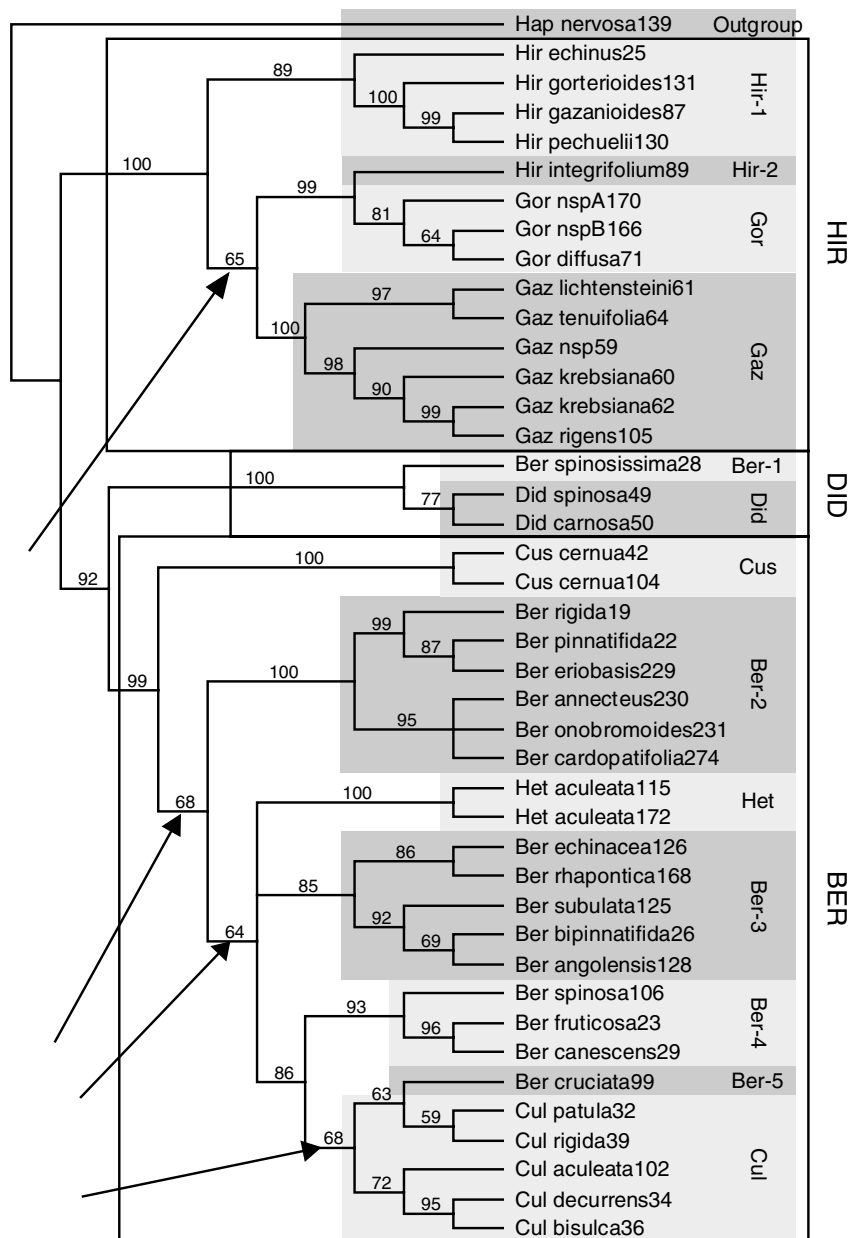 Hap nervosa139 Outgroup
Hir echinus25
89
Hir gorterioides131
100
Hir gazanioides87
99
Hir pechuelii130
Hir-1
100
Hir integrifolium89 Hir-2
99
Gor nspA170
81
Gor nspB166
64
Gor diffusa71
Gor
65
HIR
Gaz lichtensteini61
97
Gaz tenuifolia64
100
Gaz nsp59
98
Gaz krebsiana60
90
Gaz krebsiana62
99
Gaz rigens105
Gaz
Ber spinosissima28 Ber-1
100
Did spinosa49
77
Did carnosa50
Did
DID
92
Cus cernua42
100
Cus cernua104
Cus
99
Ber rigida19
99
Ber pinnatifida22
87
Ber eriobasis229
100
Ber annecteus230
95
Ber onobromoides231
Ber cardopatifolia274
Ber-2
68
Het aculeata115
100
Het aculeata172
Het
Ber echinacea126
86
Ber rhapontica168
85
Ber subulata125
92
Ber bipinnatifida26
69
Ber angolensis128
Ber-3
BER
64
Ber spinosa106
93
Ber fruticosa23
96
Ber canescens29
Ber-4
86
Ber cruciata99 Ber-5
63
Cul patula32
59
Cul rigida39
68
Cul aculeata102
72
Cul decurrens34
95
Cul bisulca36
Cul